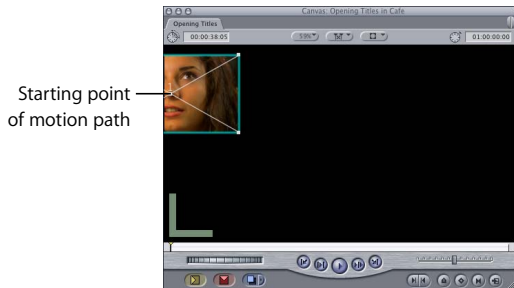 Canvas: Opening Titles in Cafe
Opening Titles
00:00:38:05
59%
01:00:00:00
Starting point
of motion path